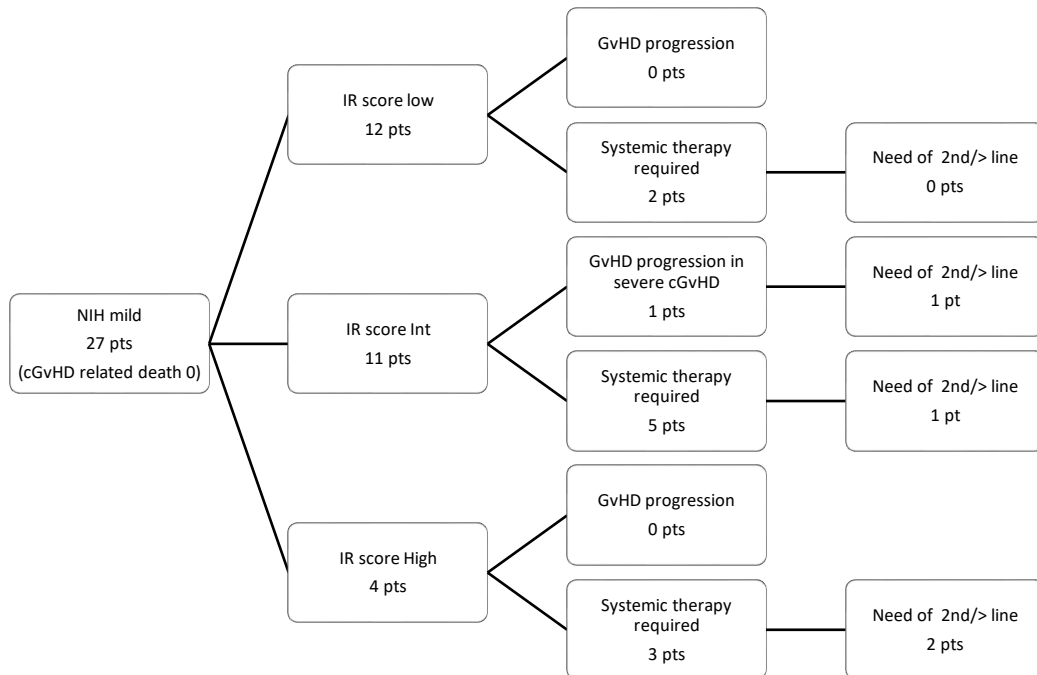 NIH mild
27 pts
(cGvHD related death 0)
IR score low
12 pts
GvHD progression
0 pts
Systemic therapy
required
2 pts
Need of 2nd/> line
0 pts
IR score Int
11 pts
GvHD progression in
severe cGvHD
1 pts
Need of 2nd/> line
1 pt
Systemic therapy
required
5 pts
Need of 2nd/> line
1 pt
IR score High
4 pts
GvHD progression
0 pts
Systemic therapy
required
3 pts
Need of 2nd/> line
2 pts